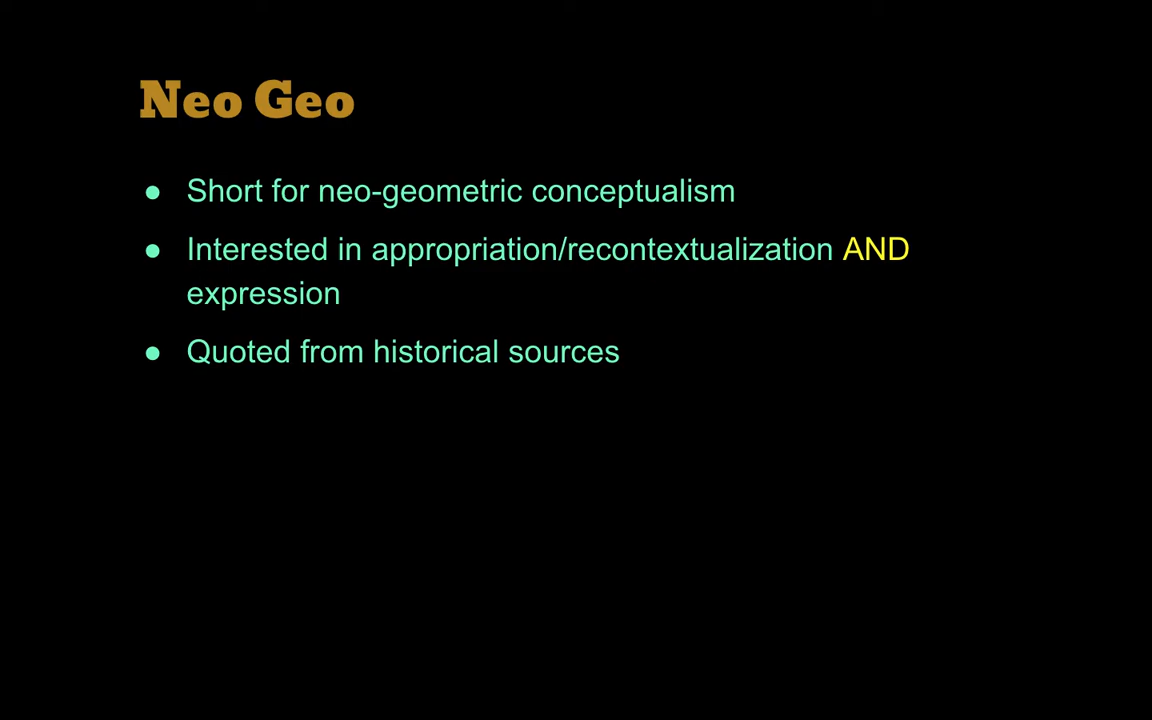 Neo Geo
● Short for neo-geometric conceptualism
● Interested in appropriation/recontextualization AND
expression
● Quoted from historical sources